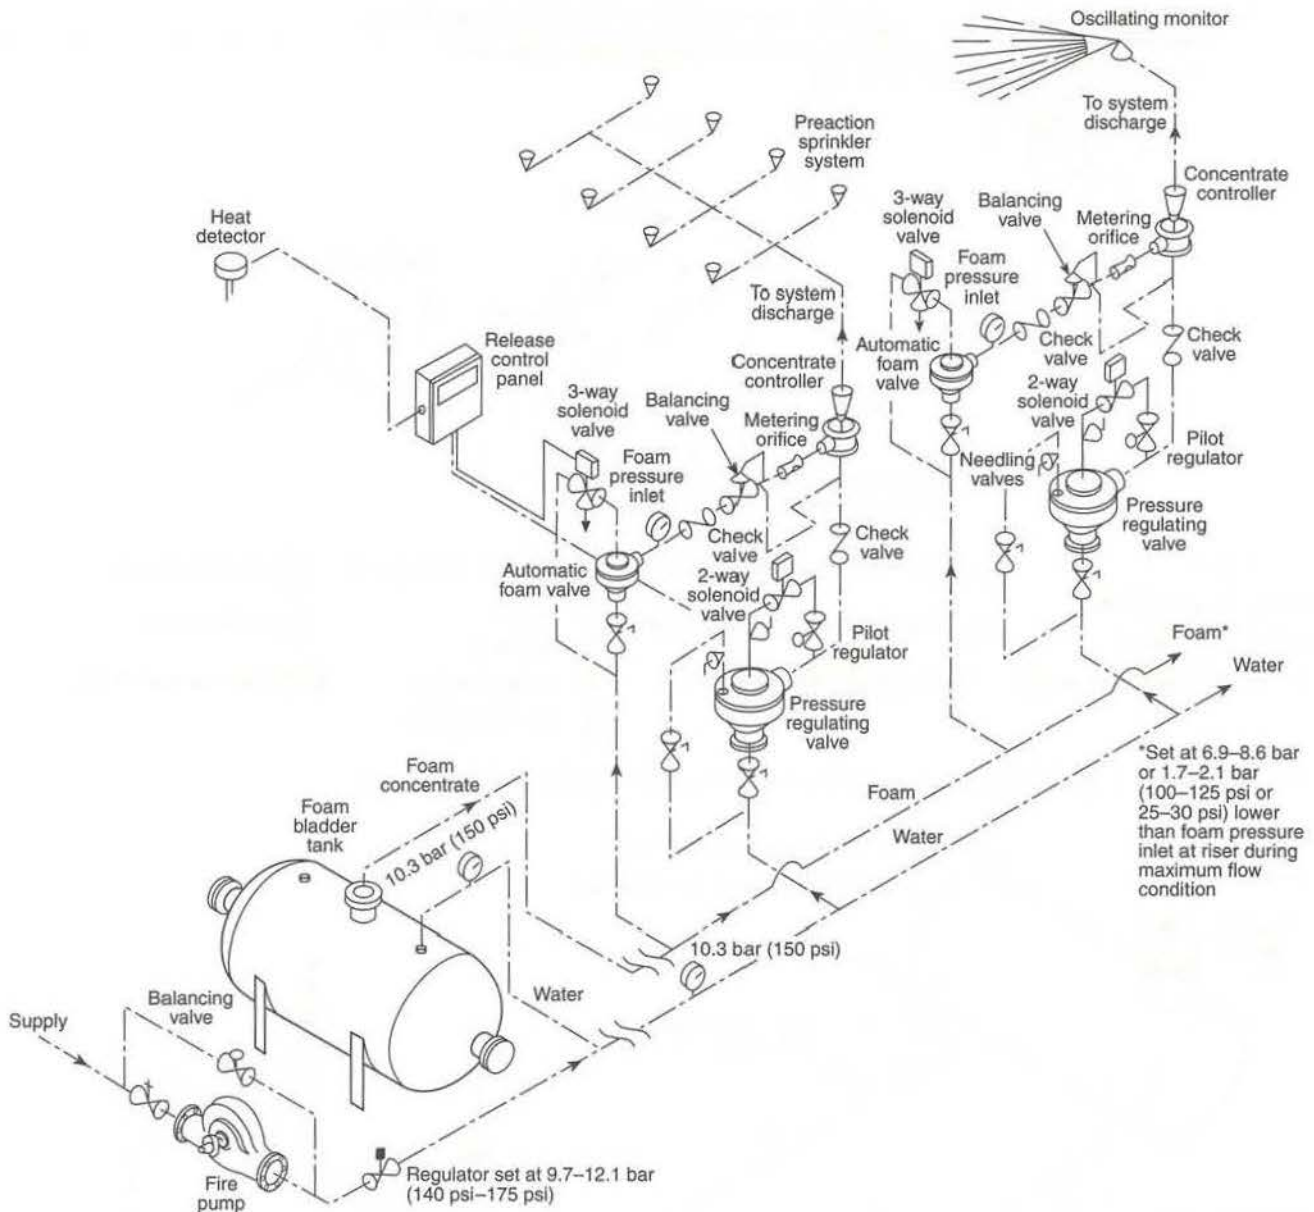 Oscillating monitor
To system
discharge
Preaction
sprinkler
system
Concentrate
controller
3-way
solenoid
valve
Balancing
valve
Metering
orifice
Heat
detector
Foam
pressure
inlet
To system
discharge
Automatic
foam
valve
Check
valve
Check
valve
Release
control
panel
Concentrate
controller
2-way
solenoid
valve
3-way
solenoid
valve
Balancing
valve
Metering
orifice
Pilot
regulator
Needling
valves
Foam
pressure
inlet
Pressure
regulating
valve
Check
valve
Check
valve
Automatic
foam valve
2-way
solenoid
valve
Pilot
regulator
Foam*
Water
Pressure
regulating
valve
*Set at 6.9–8.6 bar
or 1.7–2.1 bar
(100–125 psi or
25–30 psi) lower
than foam pressure
inlet at riser during
maximum flow
condition
Foam
concentrate
Foam
Foam
bladder
tank
10.3 bar (150 psi)
Water
10.3 bar (150 psi)
Water
Balancing
valve
Supply
Regulator set at 9.7–12.1 bar
(140 psi–175 psi)
Fire
pump